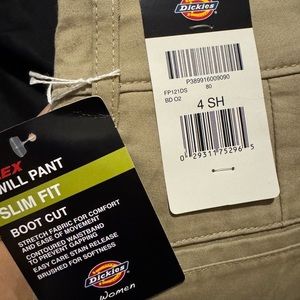 Dickies
P389916009090
FP121DS 80
BD O2
4 SH
0 29311 75296 5
LEX
WILL PANT
SLIM FIT
BOOT CUT
STRETCH FABRIC FOR COMFORT
AND EASE OF MOVEMENT
CONTOURED WAISTBAND
TO PREVENT GAPPING
EASY CARE STAIN RELEASE
BRUSHED FOR SOFTNESS
Dickies
Women